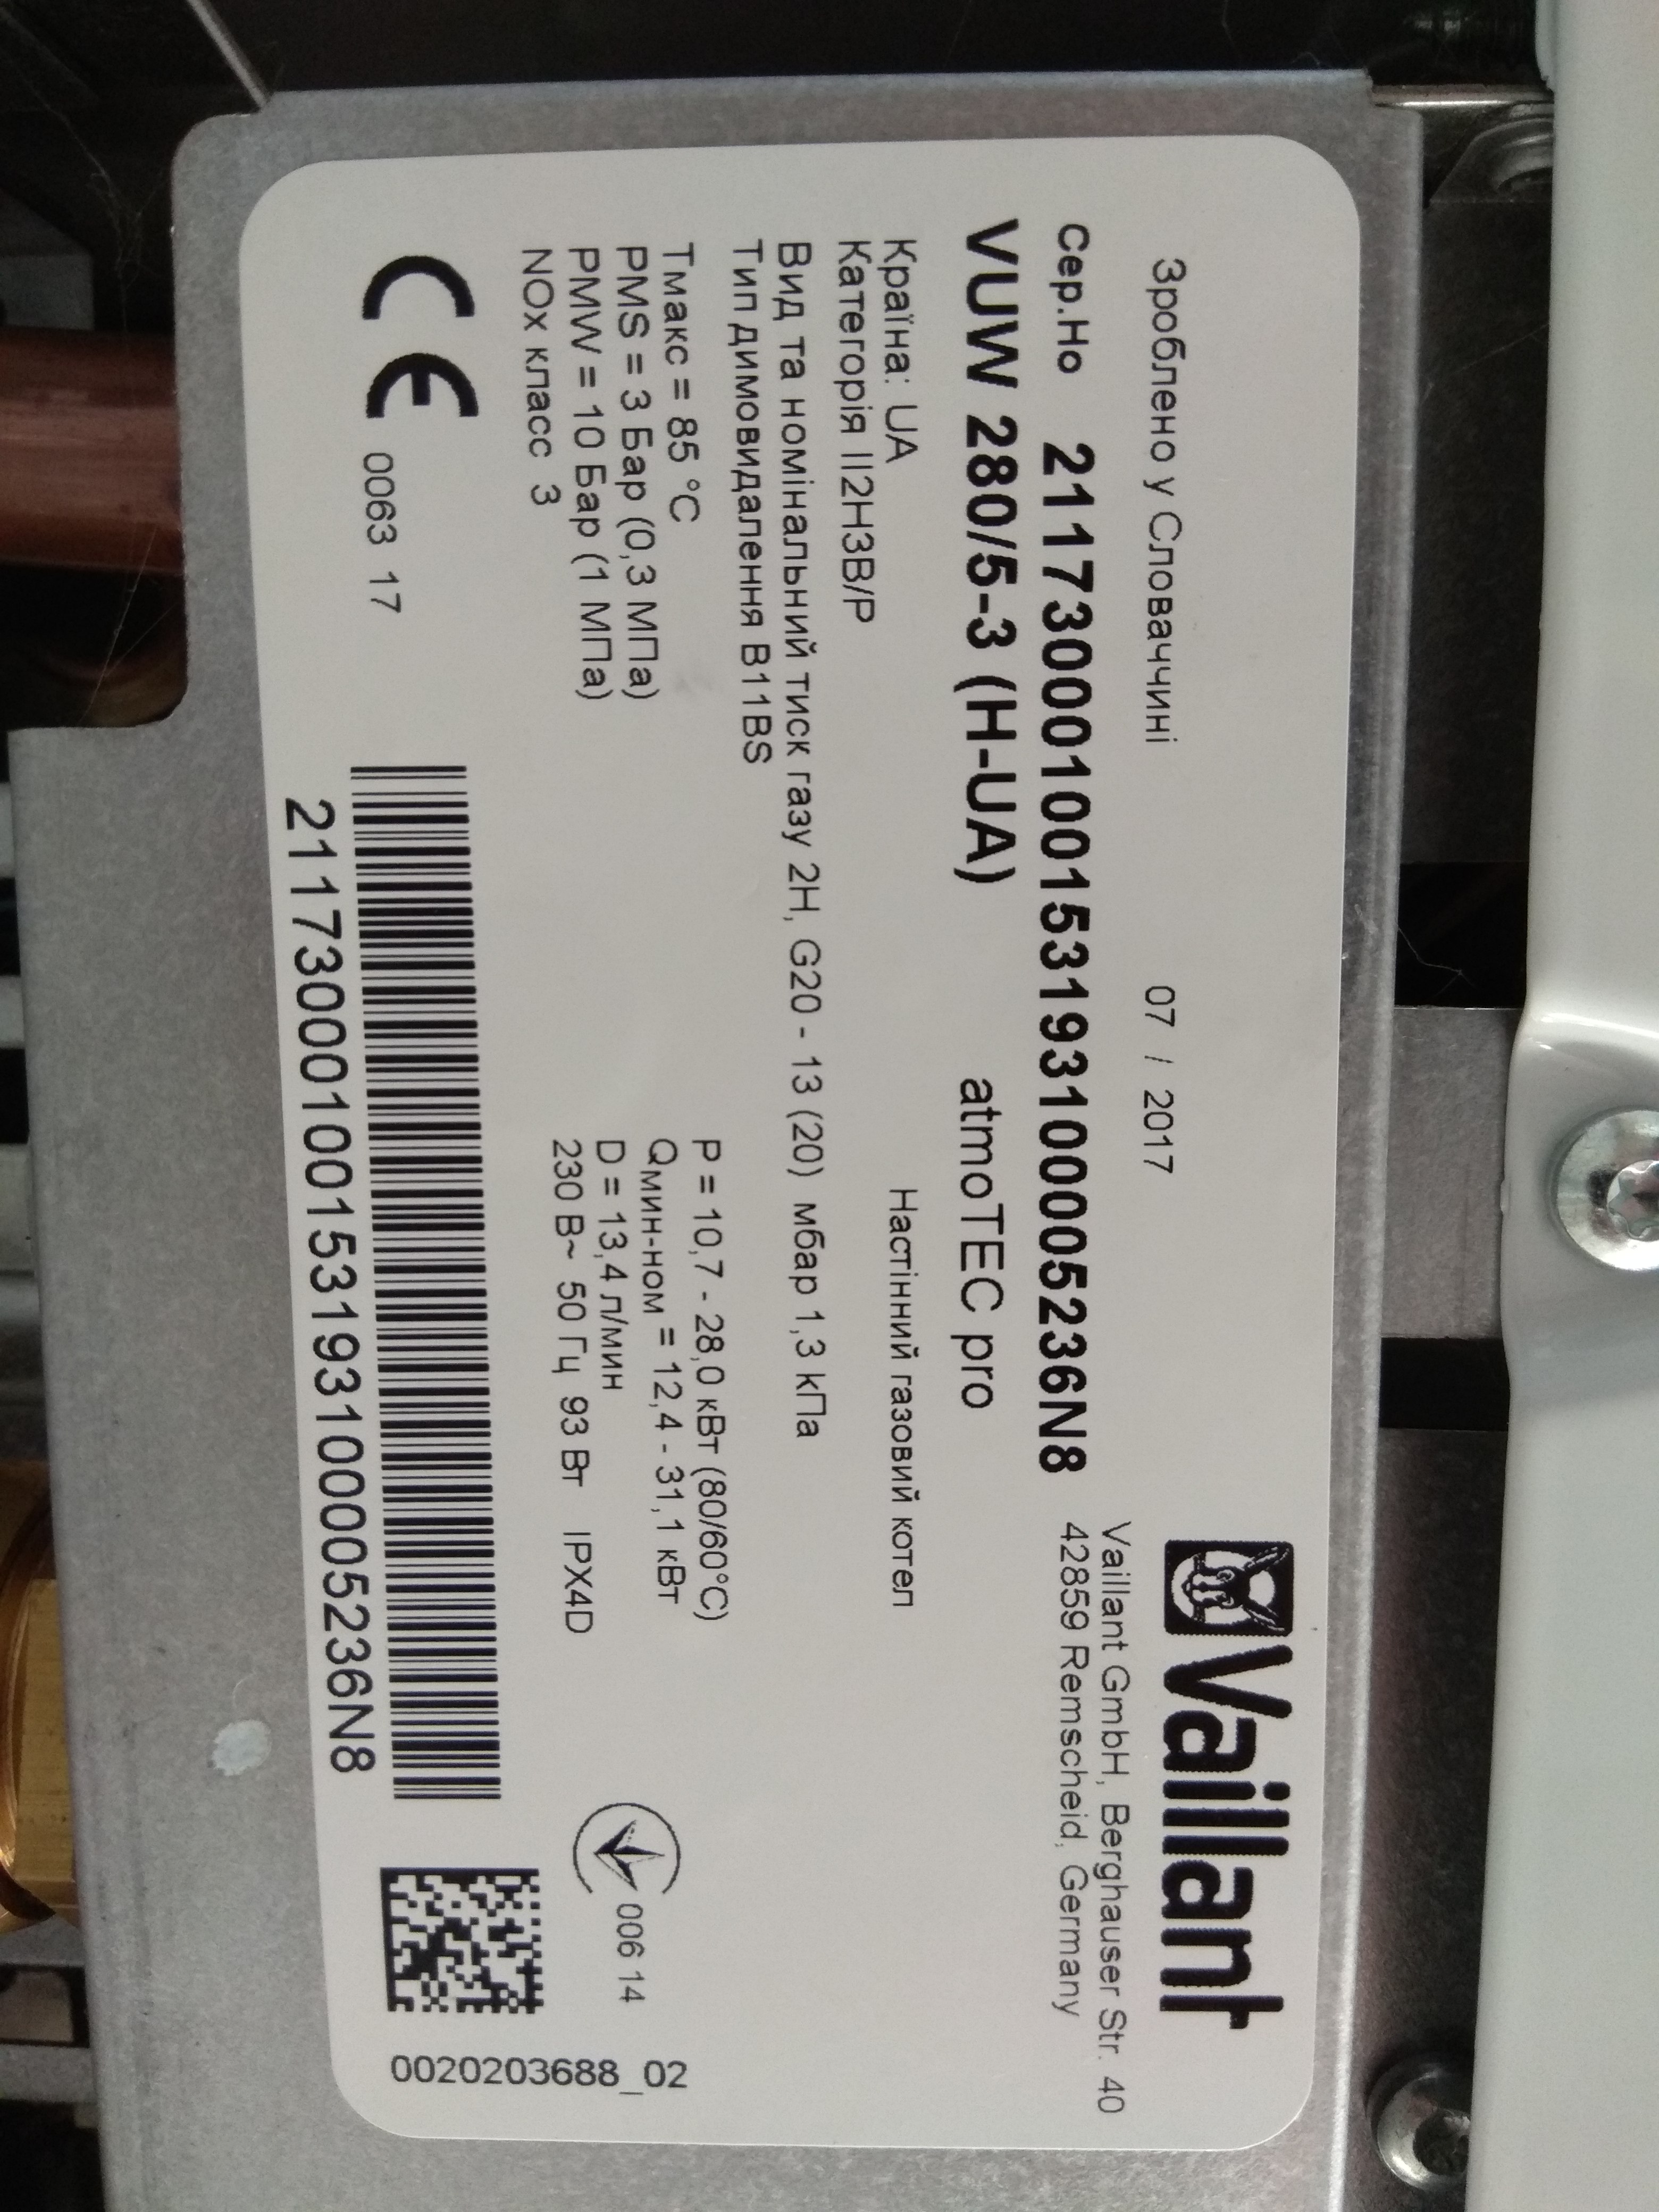 Зроблено у Словаччині 07 / 2017
Vaillant
Vaillant GmbH, Berghauser Str. 40
42859 Remscheid, Germany
Сер.Но 21173000100153193100005236N8
VUW 280/5-3 (H-UA) atmoTEC pro
Країна: UA Настінний газовий котел
Категорія II2H3B/P
Вид та номінальний тиск газу 2H, G20 - 13 (20) мбар 1,3 кПа
Тип димовидалення B11BS
Tмакс = 85 °C
PMS = 3 Бар (0,3 МПа)
PMW = 10 Бар (1 МПа)
NOx класс 3
P = 10,7 - 28,0 кВт (80/60°C)
Qмин-ном = 12,4 - 31,1 кВт
D = 13,4 л/мин
230 В~ 50 Гц 93 Вт IPX4D
CE 0063 17
006 14
21173000100153193100005236N8
0020203688_02